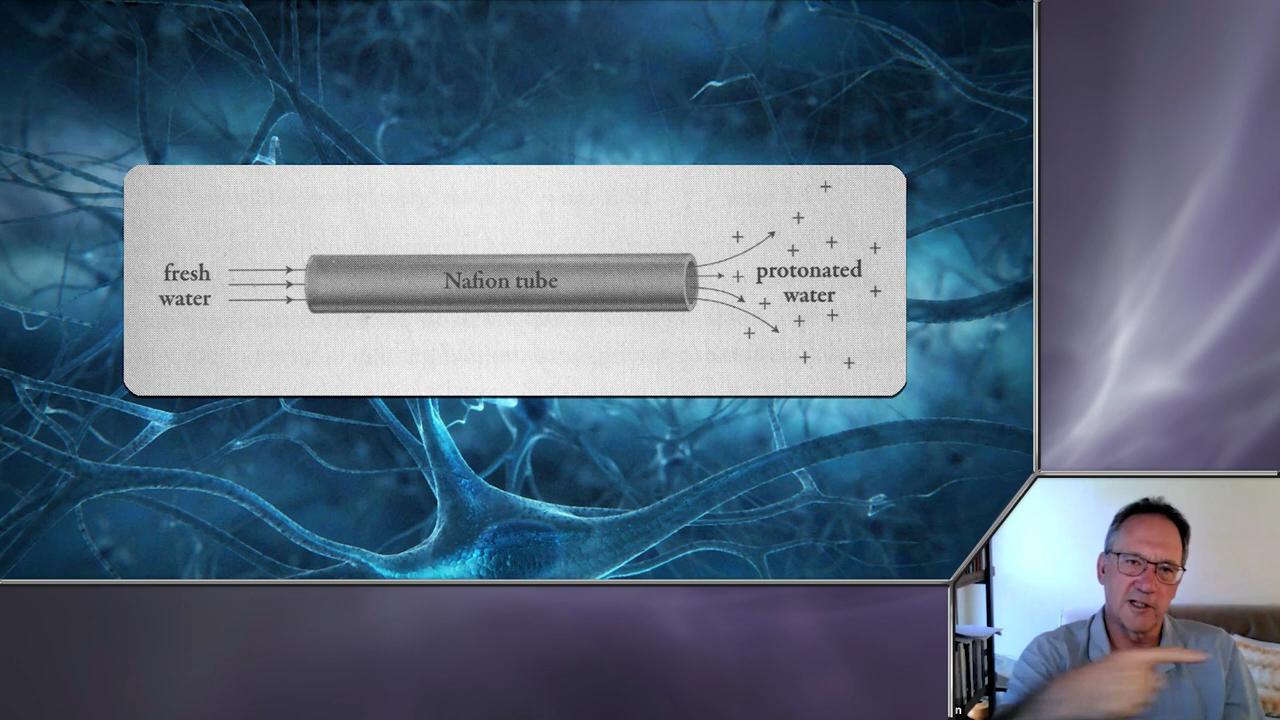 fresh
water
Nafion tube
protonated
water
n